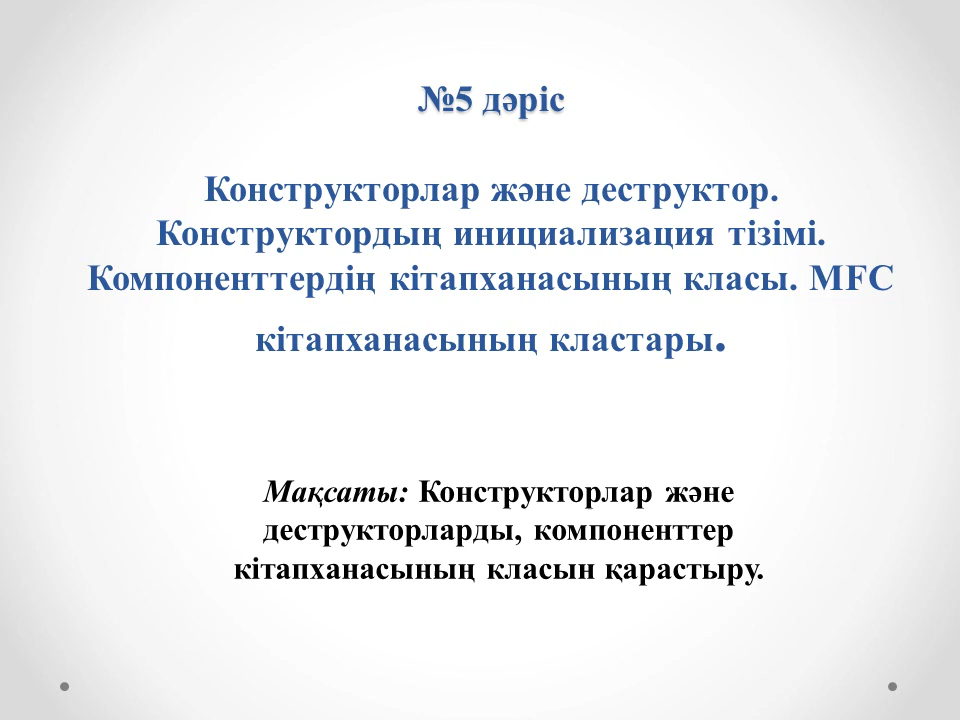 №5 дәріс
Конструкторлар және деструктор.
Конструктордың инициализация тізімі.
Компоненттердің кітапханасының класы. MFC
кітапханасының кластары.
Мақсаты: Конструкторлар және
деструкторларды, компоненттер
кітапханасының класын қарастыру.